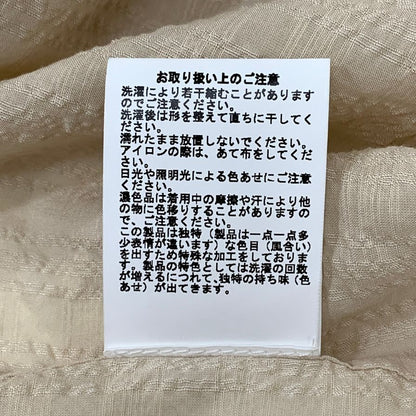 お取り扱い上のご注意
洗濯により若干縮むことがあります
のでご注意ください。
洗濯後は形を整えて直ちに干してく
ださい。
濡れたまま放置しないでください。
アイロンの際は、あて布をしてくだ
さい。
日光や照明光による色あせにご注意
ください。
濃色品は着用中の摩擦や汗により他
の物に色移りすることがありますの
で、ご注意ください。
この製品は独特（製品は一点一点多
少表情が違います）な色目（風合い）
を出すため特殊な加工をしておりま
す。製品の特色としては洗濯の回数
が増えるにつれて、独特の持ち味（色
あせ）が出てきます。